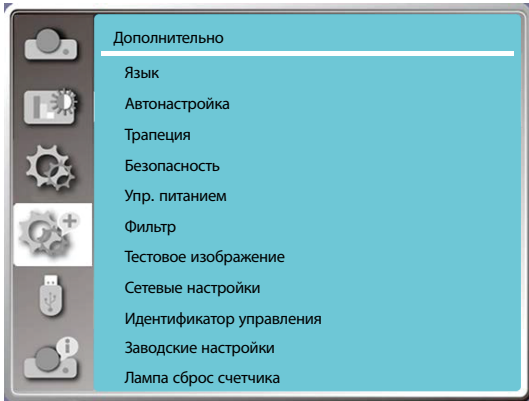 Дополнительно
Язык
Автонастройка
Трапеция
Безопасность
Упр. питанием
Фильтр
Тестовое изображение
Сетевые настройки
Идентификатор управления
Заводские настройки
Лампа сброс счетчика